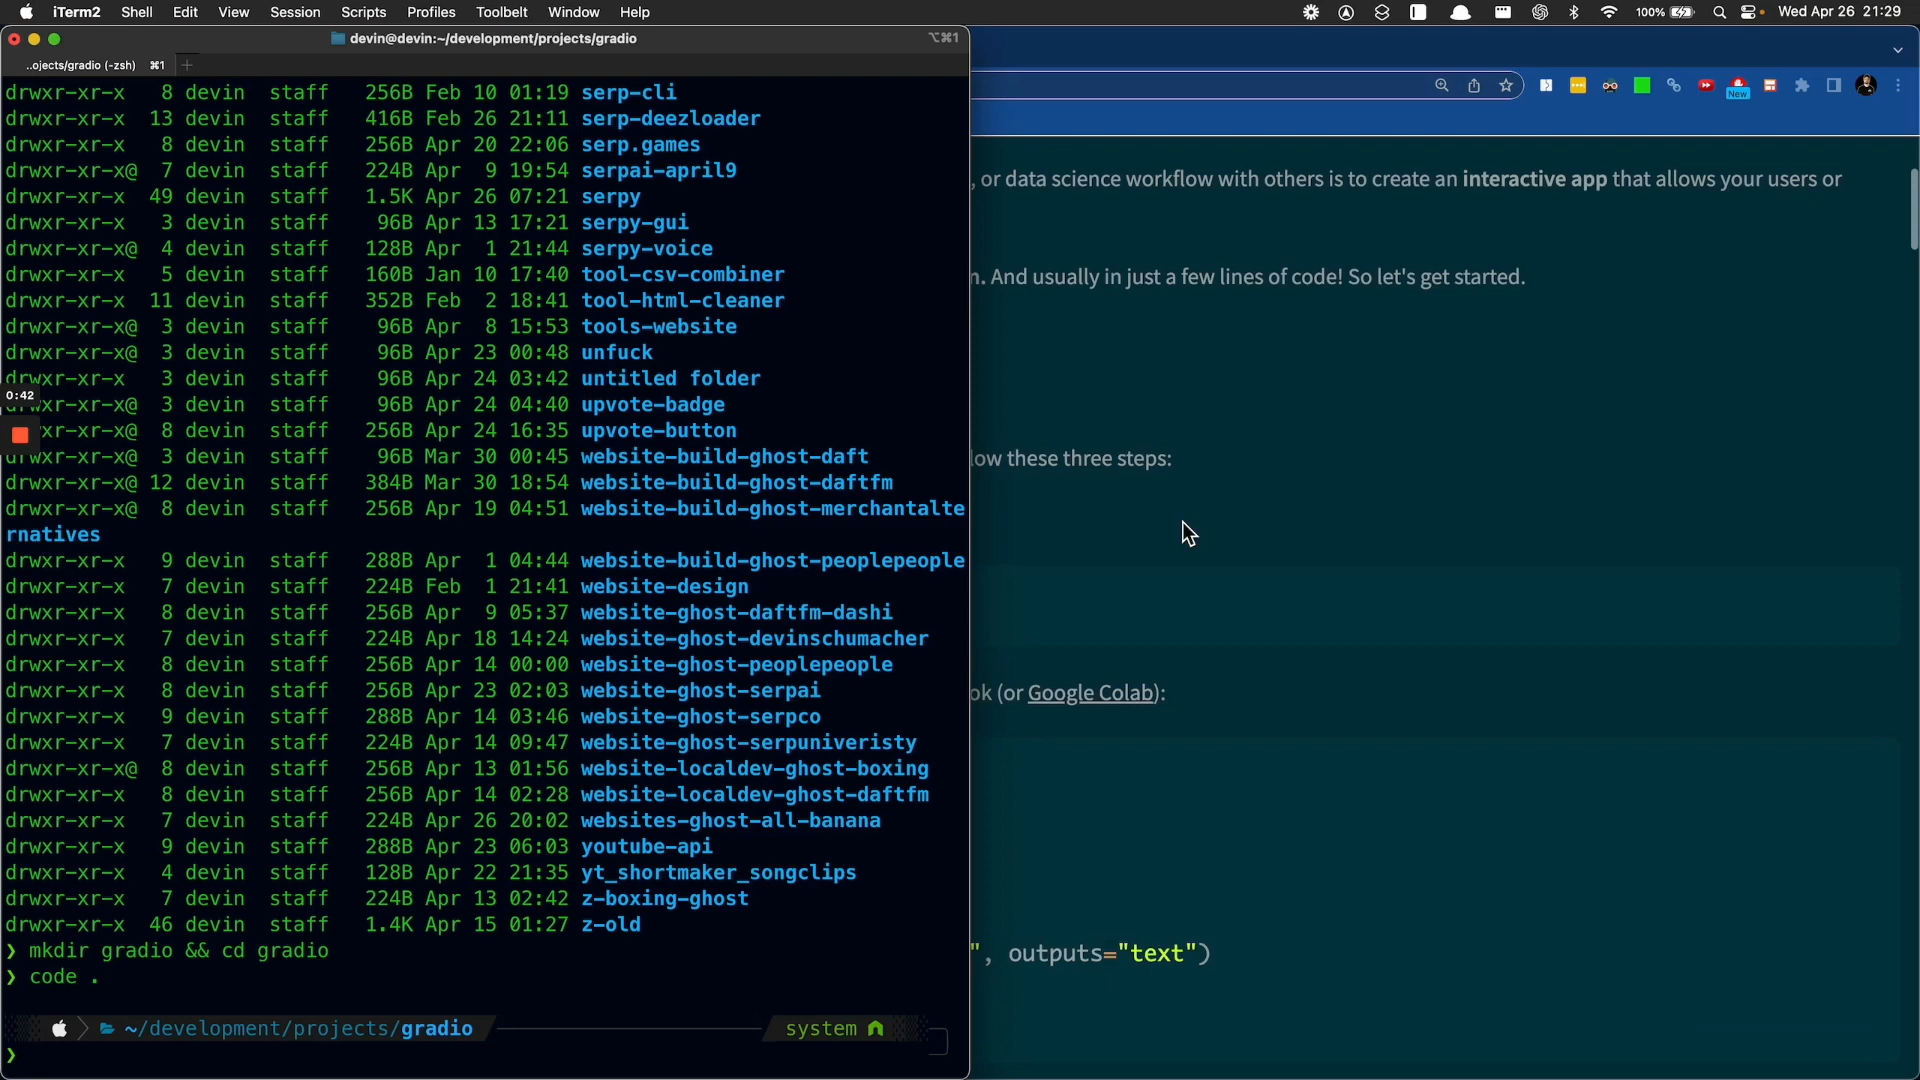 iTerm2 Shell Edit View Session Scripts Profiles Toolbelt Window Help 100% Wed Apr 26 21:29
devin@devin:~/development/projects/gradio ⌥⌘1
..ojects/gradio (-zsh) ⌘1 +
drwxr-xr-x 8 devin staff 256B Feb 10 01:19 serp-cli
drwxr-xr-x 13 devin staff 416B Feb 26 21:11 serp-deezloader
drwxr-xr-x 8 devin staff 256B Apr 20 22:06 serp.games
drwxr-xr-x@ 7 devin staff 224B Apr 9 19:54 serpai-april9
drwxr-xr-x 49 devin staff 1.5K Apr 26 07:21 serpy
drwxr-xr-x 3 devin staff 96B Apr 13 17:21 serpy-gui
drwxr-xr-x@ 4 devin staff 128B Apr 1 21:44 serpy-voice
drwxr-xr-x 5 devin staff 160B Jan 10 17:40 tool-csv-combiner
drwxr-xr-x 11 devin staff 352B Feb 2 18:41 tool-html-cleaner
drwxr-xr-x@ 3 devin staff 96B Apr 8 15:53 tools-website
drwxr-xr-x@ 3 devin staff 96B Apr 23 00:48 unfuck
drwxr-xr-x 3 devin staff 96B Apr 24 03:42 untitled folder
0:42
drwxr-xr-x@ 3 devin staff 96B Apr 24 04:40 upvote-badge
drwxr-xr-x@ 8 devin staff 256B Apr 24 16:35 upvote-button
drwxr-xr-x@ 3 devin staff 96B Mar 30 00:45 website-build-ghost-daft
drwxr-xr-x@ 12 devin staff 384B Mar 30 18:54 website-build-ghost-daftfm
drwxr-xr-x@ 8 devin staff 256B Apr 19 04:51 website-build-ghost-merchantalte
rnatives
drwxr-xr-x 9 devin staff 288B Apr 1 04:44 website-build-ghost-peoplepeople
drwxr-xr-x 7 devin staff 224B Feb 1 21:41 website-design
drwxr-xr-x 8 devin staff 256B Apr 9 05:37 website-ghost-daftfm-dashi
drwxr-xr-x 7 devin staff 224B Apr 18 14:24 website-ghost-devinschumacher
drwxr-xr-x 8 devin staff 256B Apr 14 00:00 website-ghost-peoplepeople
drwxr-xr-x 8 devin staff 256B Apr 23 02:03 website-ghost-serpai
drwxr-xr-x 9 devin staff 288B Apr 14 03:46 website-ghost-serpco
drwxr-xr-x 7 devin staff 224B Apr 14 09:47 website-ghost-serpuniveristy
drwxr-xr-x@ 8 devin staff 256B Apr 13 01:56 website-localdev-ghost-boxing
drwxr-xr-x 8 devin staff 256B Apr 14 02:28 website-localdev-ghost-daftfm
drwxr-xr-x 7 devin staff 224B Apr 26 20:02 websites-ghost-all-banana
drwxr-xr-x 9 devin staff 288B Apr 23 06:03 youtube-api
drwxr-xr-x 4 devin staff 128B Apr 22 21:35 yt_shortmaker_songclips
drwxr-xr-x 7 devin staff 224B Apr 13 02:42 z-boxing-ghost
drwxr-xr-x 46 devin staff 1.4K Apr 15 01:27 z-old
❯ mkdir gradio && cd gradio
❯ code .
~/development/projects/gradio system
❯
New
, or data science workflow with others is to create an interactive app that allows your users or
n. And usually in just a few lines of code! So let's get started.
low these three steps:
ok (or Google Colab):
", outputs="text")